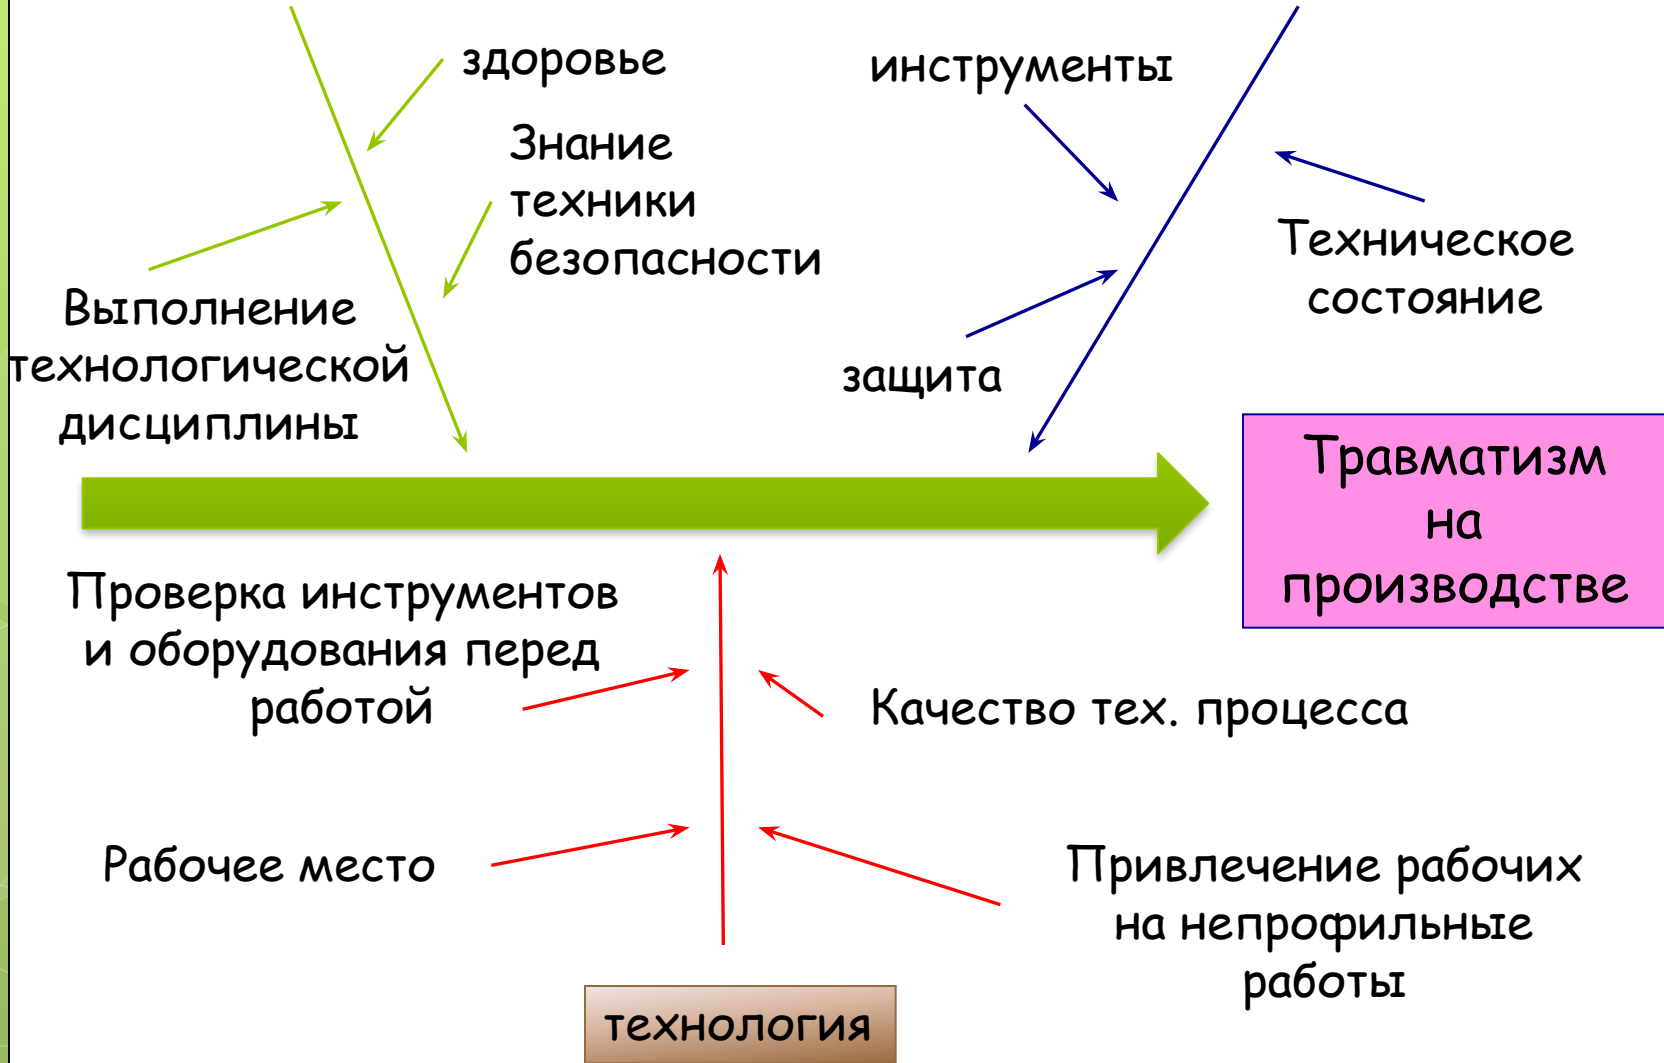 здоровье
Знание
техники
безопасности
Выполнение
технологической
дисциплины
инструменты
Техническое
состояние
защита
Травматизм
на
производстве
Проверка инструментов
и оборудования перед
работой
Качество тех. процесса
Рабочее место
Привлечение рабочих
на непрофильные
работы
технология